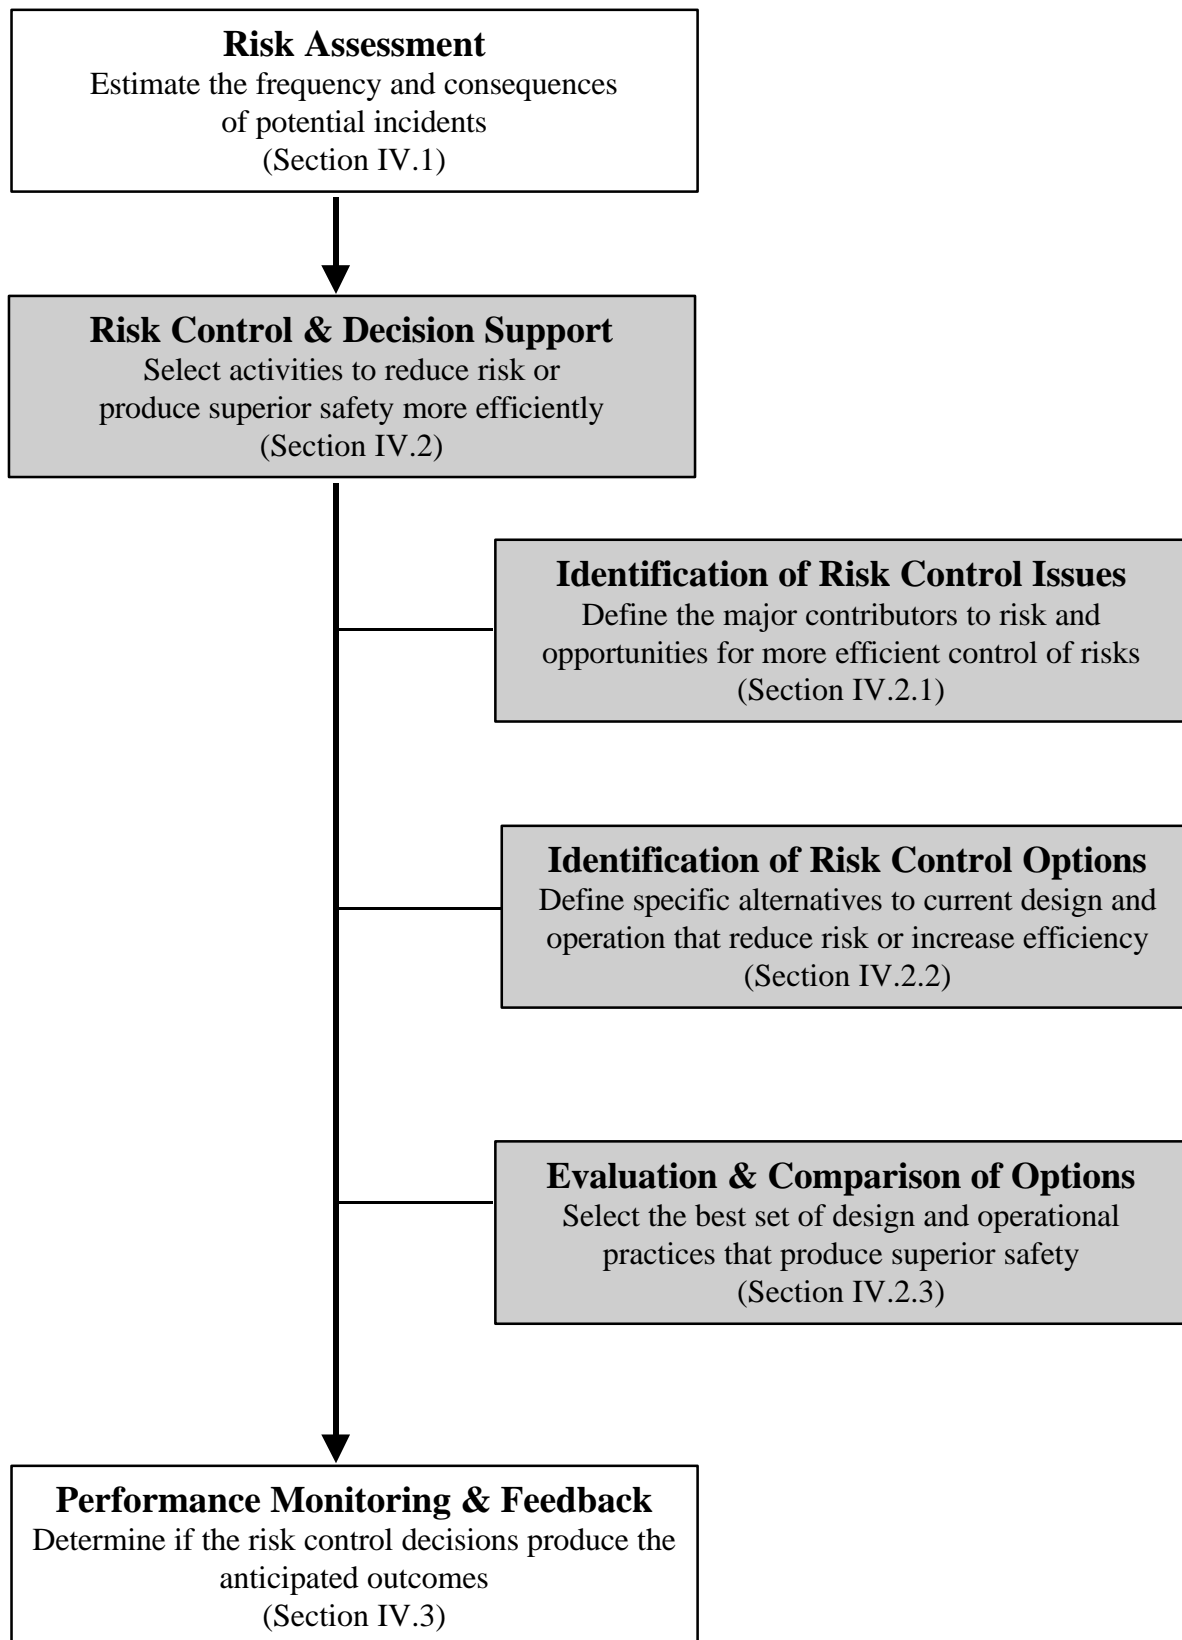 Risk Assessment
Estimate the frequency and consequences
of potential incidents
(Section IV.1)
Risk Control & Decision Support
Select activities to reduce risk or
produce superior safety more efficiently
(Section IV.2)
Identification of Risk Control Issues
Define the major contributors to risk and
opportunities for more efficient control of risks
(Section IV.2.1)
Identification of Risk Control Options
Define specific alternatives to current design and
operation that reduce risk or increase efficiency
(Section IV.2.2)
Evaluation & Comparison of Options
Select the best set of design and operational
practices that produce superior safety
(Section IV.2.3)
Performance Monitoring & Feedback
Determine if the risk control decisions produce the
anticipated outcomes
(Section IV.3)